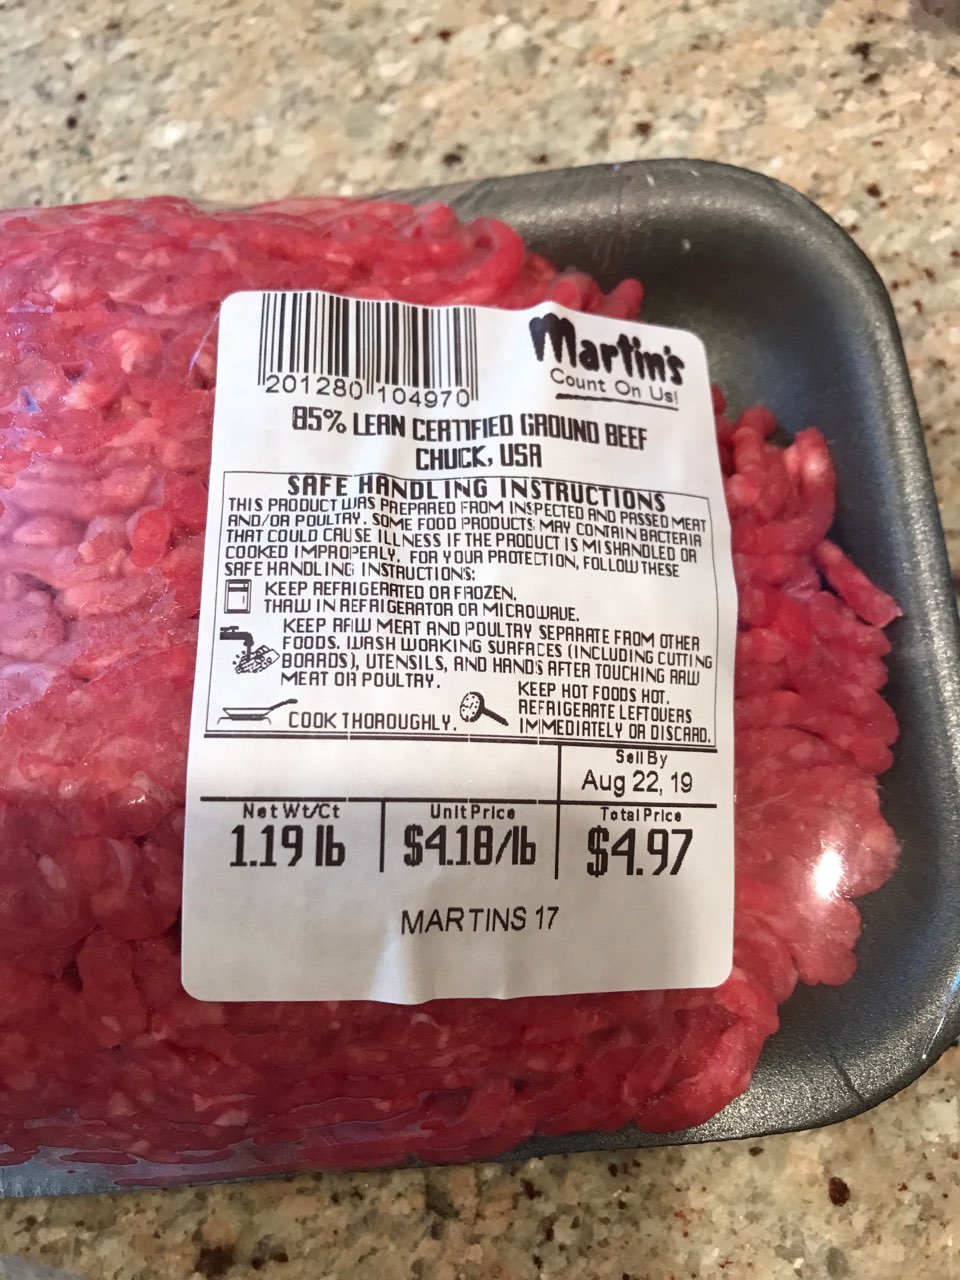 Martin's
Count On Us!
201280 104970
85% LEAN CERTIFIED GROUND BEEF
CHUCK, USA
SAFE HANDLING INSTRUCTIONS
THIS PRODUCT WAS PREPARED FROM INSPECTED AND PASSED MEAT
AND/OR POULTRY. SOME FOOD PRODUCTS MAY CONTAIN BACTERIA
THAT COULD CAUSE ILLNESS IF THE PRODUCT IS MISHANDLED OR
COOKED IMPROPERLY. FOR YOUR PROTECTION, FOLLOW THESE
SAFE HANDLING INSTRUCTIONS:
KEEP REFRIGERATED OR FROZEN.
THAW IN REFRIGERATOR OR MICROWAVE.
KEEP RAW MEAT AND POULTRY SEPARATE FROM OTHER
FOODS. WASH WORKING SURFACES (INCLUDING CUTTING
BOARDS), UTENSILS, AND HANDS AFTER TOUCHING RAW
MEAT OR POULTRY.
COOK THOROUGHLY.
KEEP HOT FOODS HOT.
REFRIGERATE LEFTOVERS
IMMEDIATELY OR DISCARD.
Sell By
Aug 22, 19
Net Wt/Ct
1.19 lb
Unit Price
$4.18/lb
Total Price
$4.97
MARTINS 17